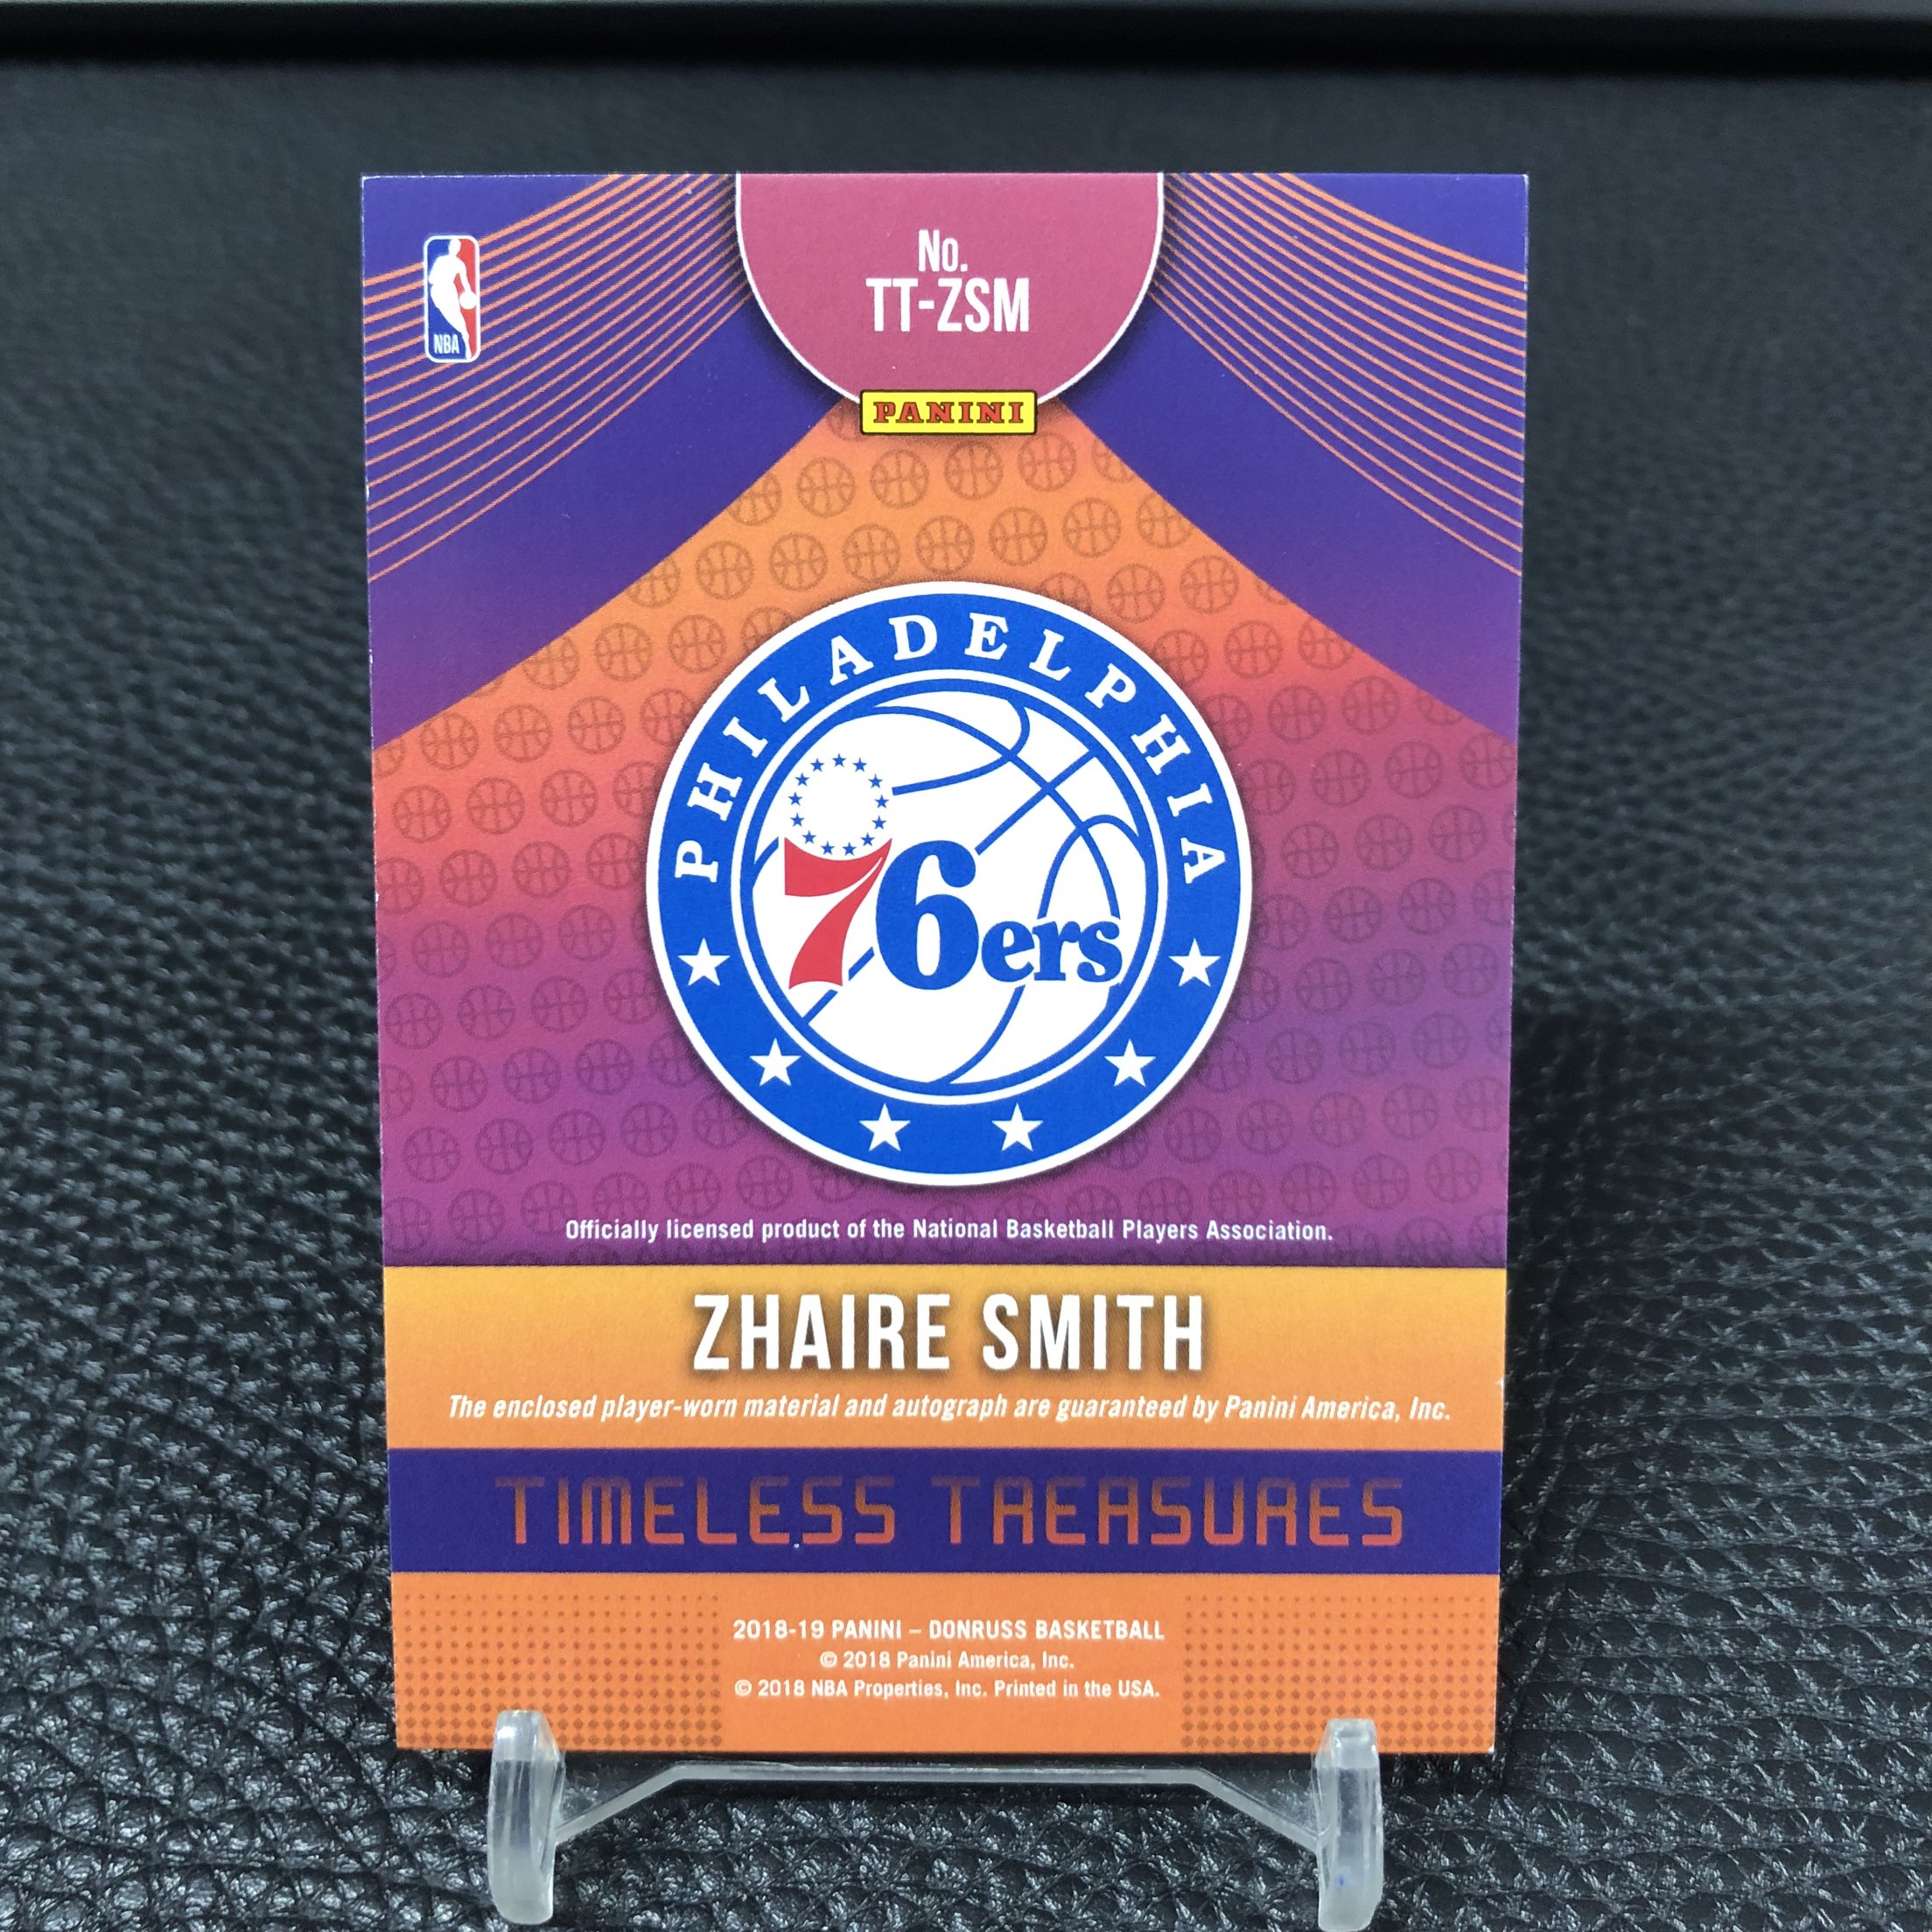 No.
TT-ZSM
NBA
PANINI
PHILADELPHIA
76ers
Officially licensed product of the National Basketball Players Association.
ZHAIRE SMITH
The enclosed player-worn material and autograph are guaranteed by Panini America, Inc.
TIMELESS TREASURES
2018-19 PANINI – DONRUSS BASKETBALL
© 2018 Panini America, Inc.
© 2018 NBA Properties, Inc. Printed in the USA.